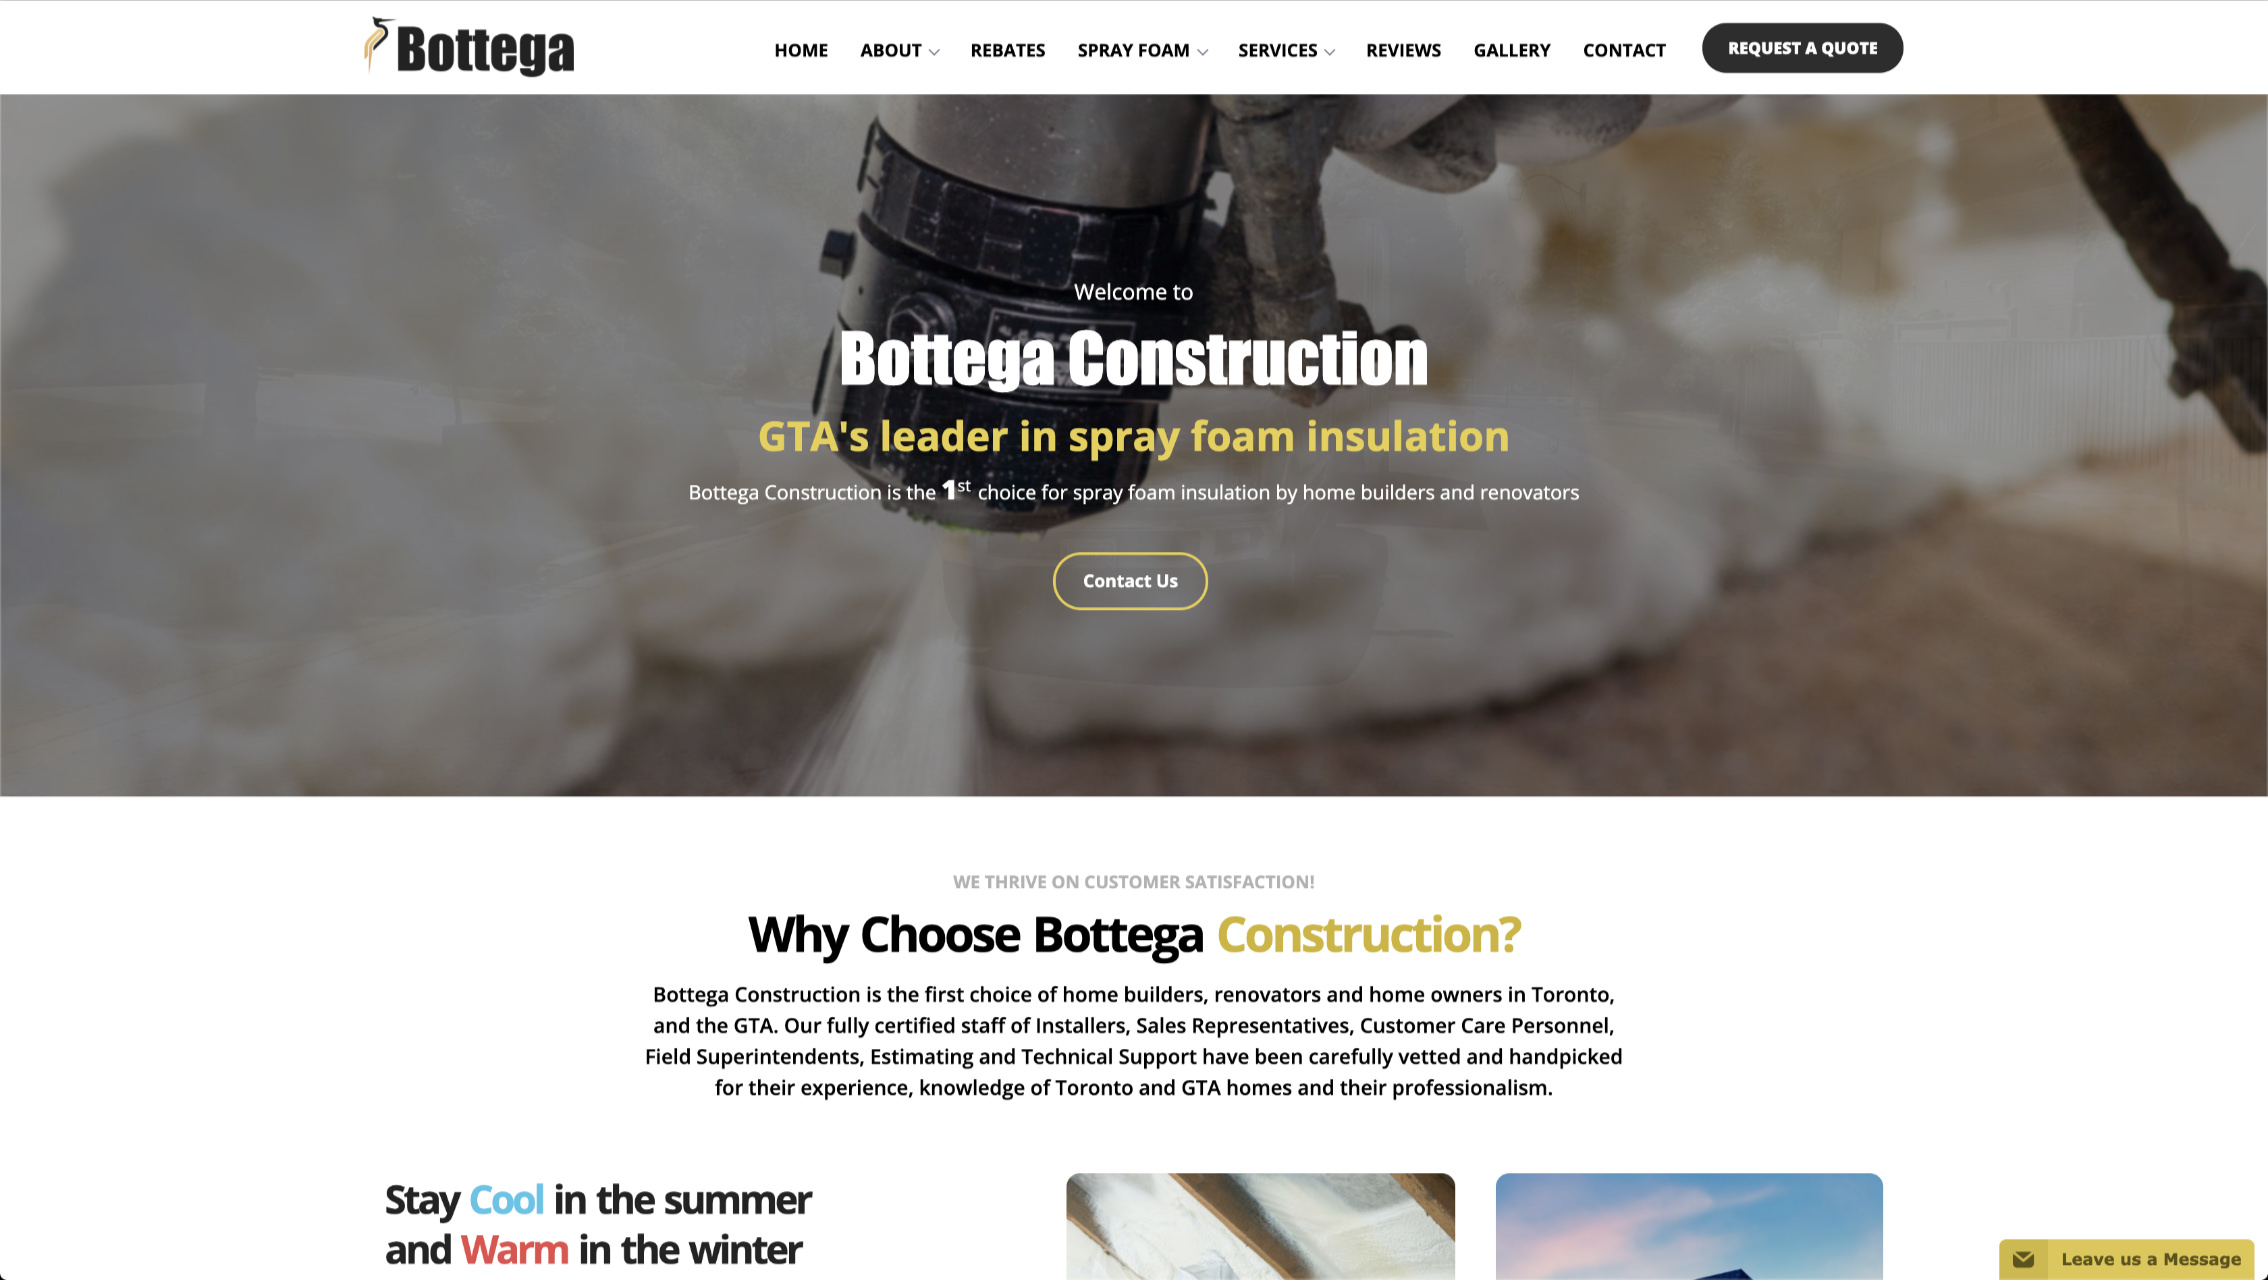 Bottega
HOME ABOUT REBATES SPRAY FOAM SERVICES REVIEWS GALLERY CONTACT REQUEST A QUOTE
Welcome to
Bottega Construction
GTA's leader in spray foam insulation
Bottega Construction is the 1st choice for spray foam insulation by home builders and renovators
Contact Us
WE THRIVE ON CUSTOMER SATISFACTION!
Why Choose Bottega Construction?
Bottega Construction is the first choice of home builders, renovators and home owners in Toronto,
and the GTA. Our fully certified staff of Installers, Sales Representatives, Customer Care Personnel,
Field Superintendents, Estimating and Technical Support have been carefully vetted and handpicked
for their experience, knowledge of Toronto and GTA homes and their professionalism.
Stay Cool in the summer
and Warm in the winter
Leave us a Message